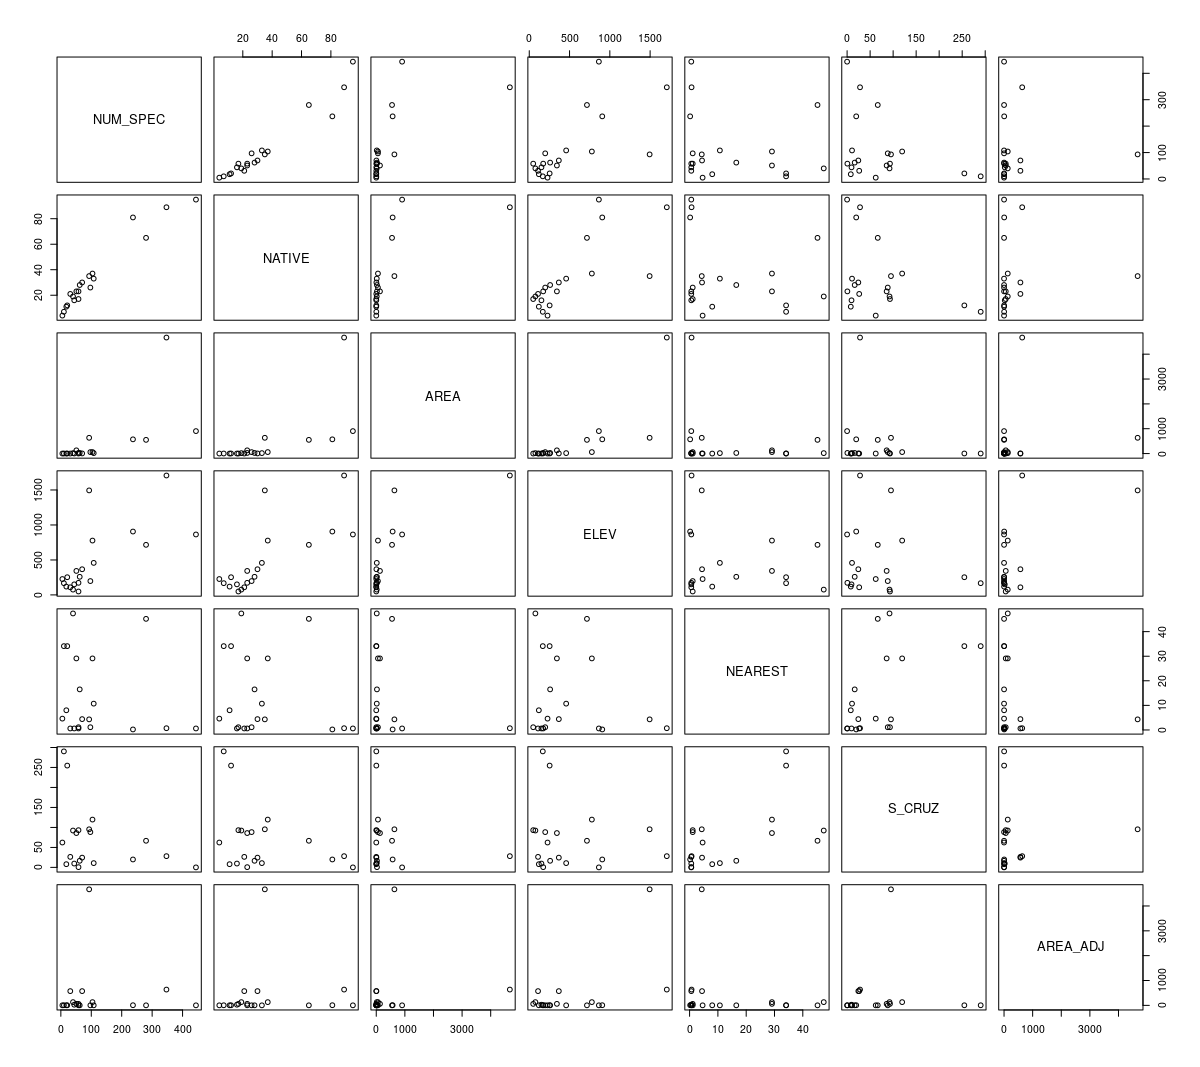 20 40 60 80 0 500 1500 0 50 150 250
NUM_SPEC 0 100 300
20 40 60 80 NATIVE
AREA 0 1000 3000
0 500 1000 1500 ELEV
NEAREST 0 10 20 30 40
0 50 150 250 S_CRUZ
AREA_ADJ 0 1000 3000
0 100 200 300 400 0 1000 3000 0 10 20 30 40 0 1000 3000